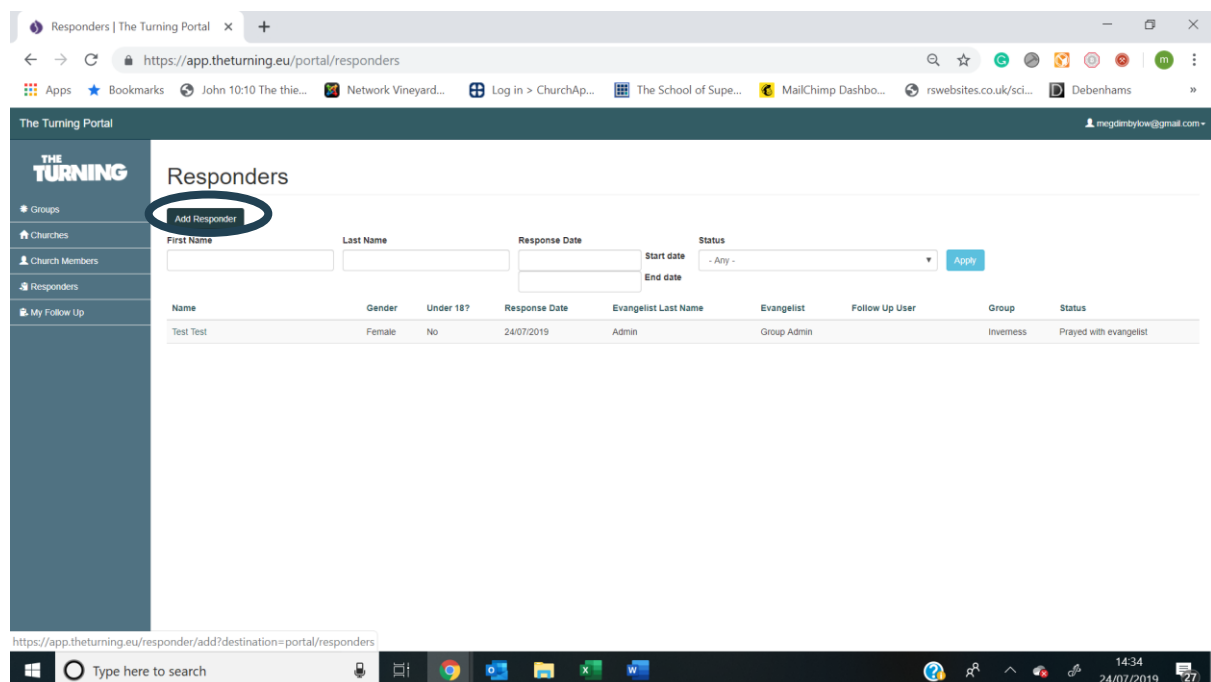 Responders | The Turning Portal
https://app.theturning.eu/portal/responders
Apps Bookmarks John 10:10 The thie... Network Vineyard... Log in > ChurchAp... The School of Supe... MailChimp Dashbo... rswebsites.co.uk/sci... Debenhams »
The Turning Portal megdimbylow@gmail.com
THE
TURNING
Responders
Groups
Churches
Church Members
Responders
My Follow Up
Add Responder
First Name Last Name Response Date Status
Start date - Any - Apply
End date
Name Gender Under 18? Response Date Evangelist Last Name Evangelist Follow Up User Group Status
Test Test Female No 24/07/2019 Admin Group Admin Inverness Prayed with evangelist
https://app.theturning.eu/responder/add?destination=portal/responders
Type here to search
14:34
24/07/2019 27